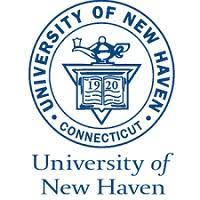 · UNIVERSITY OF NEW HAVEN ·
1920
CONNECTICUT
University of
New Haven